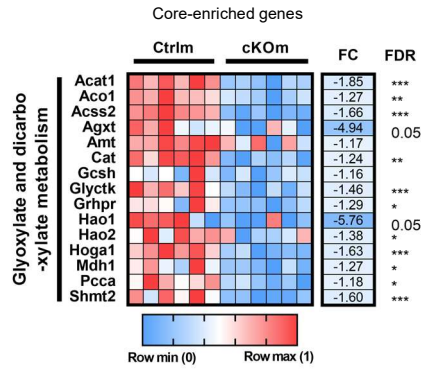 Core-enriched genes
Ctrlm cKOm FC FDR
Glyoxylate and dicarbo
-xylate metabolism
Acat1 -1.85 ***
Aco1 -1.27 **
Acss2 -1.66 ***
Agxt -4.94 0.05
Amt -1.17
Cat -1.24 **
Gcsh -1.16
Glyctk -1.46 ***
Grhpr -1.29 *
Hao1 -5.76 0.05
Hao2 -1.38 *
Hoga1 -1.63 ***
Mdh1 -1.27 *
Pcca -1.18 *
Shmt2 -1.60 ***
Row min (0) Row max (1)